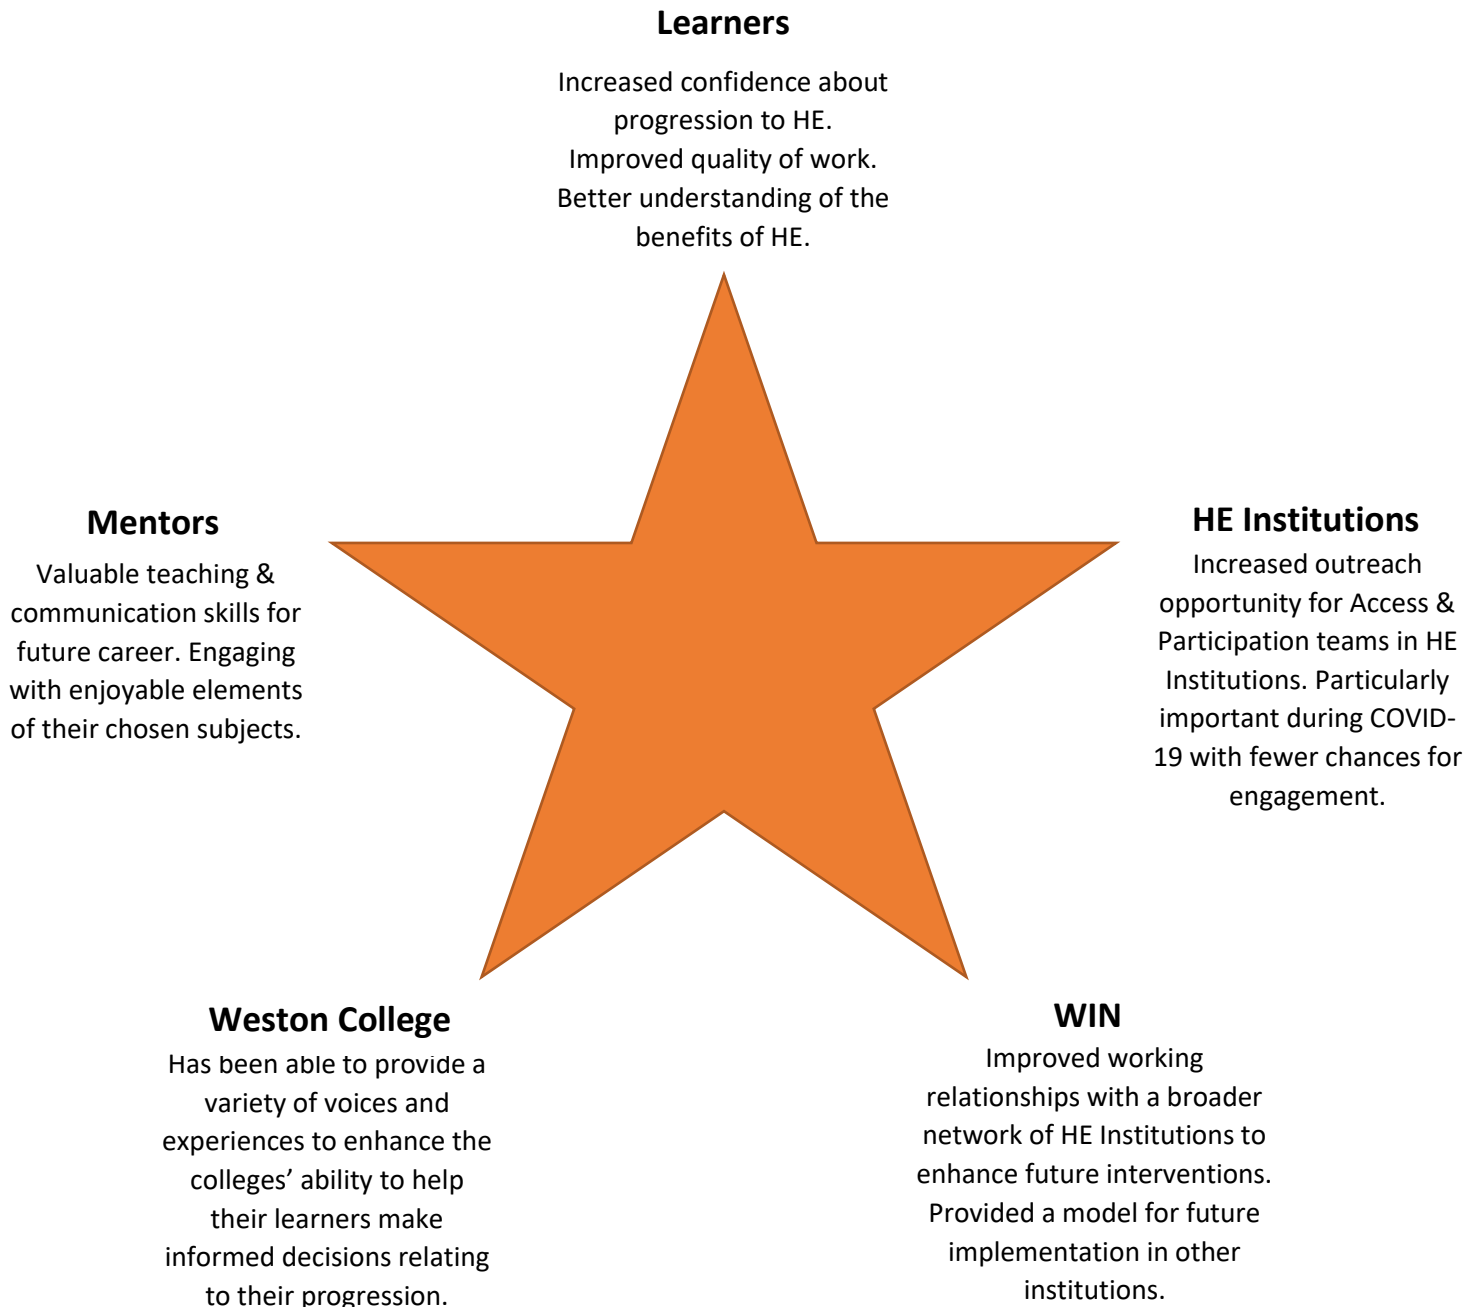 Learners
Increased confidence about
progression to HE.
Improved quality of work.
Better understanding of the
benefits of HE.
Mentors
Valuable teaching &
communication skills for
future career. Engaging
with enjoyable elements
of their chosen subjects.
HE Institutions
Increased outreach
opportunity for Access &
Participation teams in HE
Institutions. Particularly
important during COVID-
19 with fewer chances for
engagement.
Weston College
Has been able to provide a
variety of voices and
experiences to enhance the
colleges’ ability to help
their learners make
informed decisions relating
to their progression.
WIN
Improved working
relationships with a broader
network of HE Institutions to
enhance future interventions.
Provided a model for future
implementation in other
institutions.